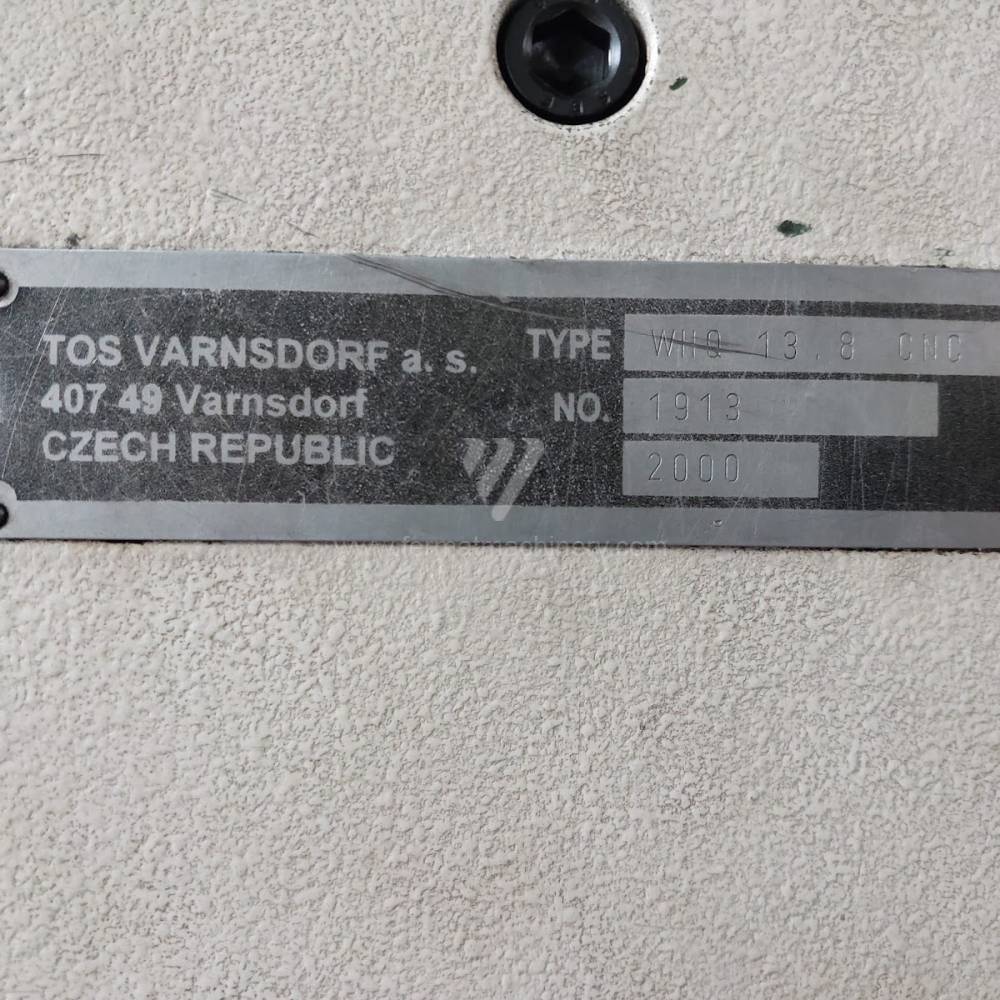 TOS VARNSDORF a. s.
407 49 Varnsdorf
CZECH REPUBLIC
TYPE WHQ 13.8 CNC
NO. 1913
2000